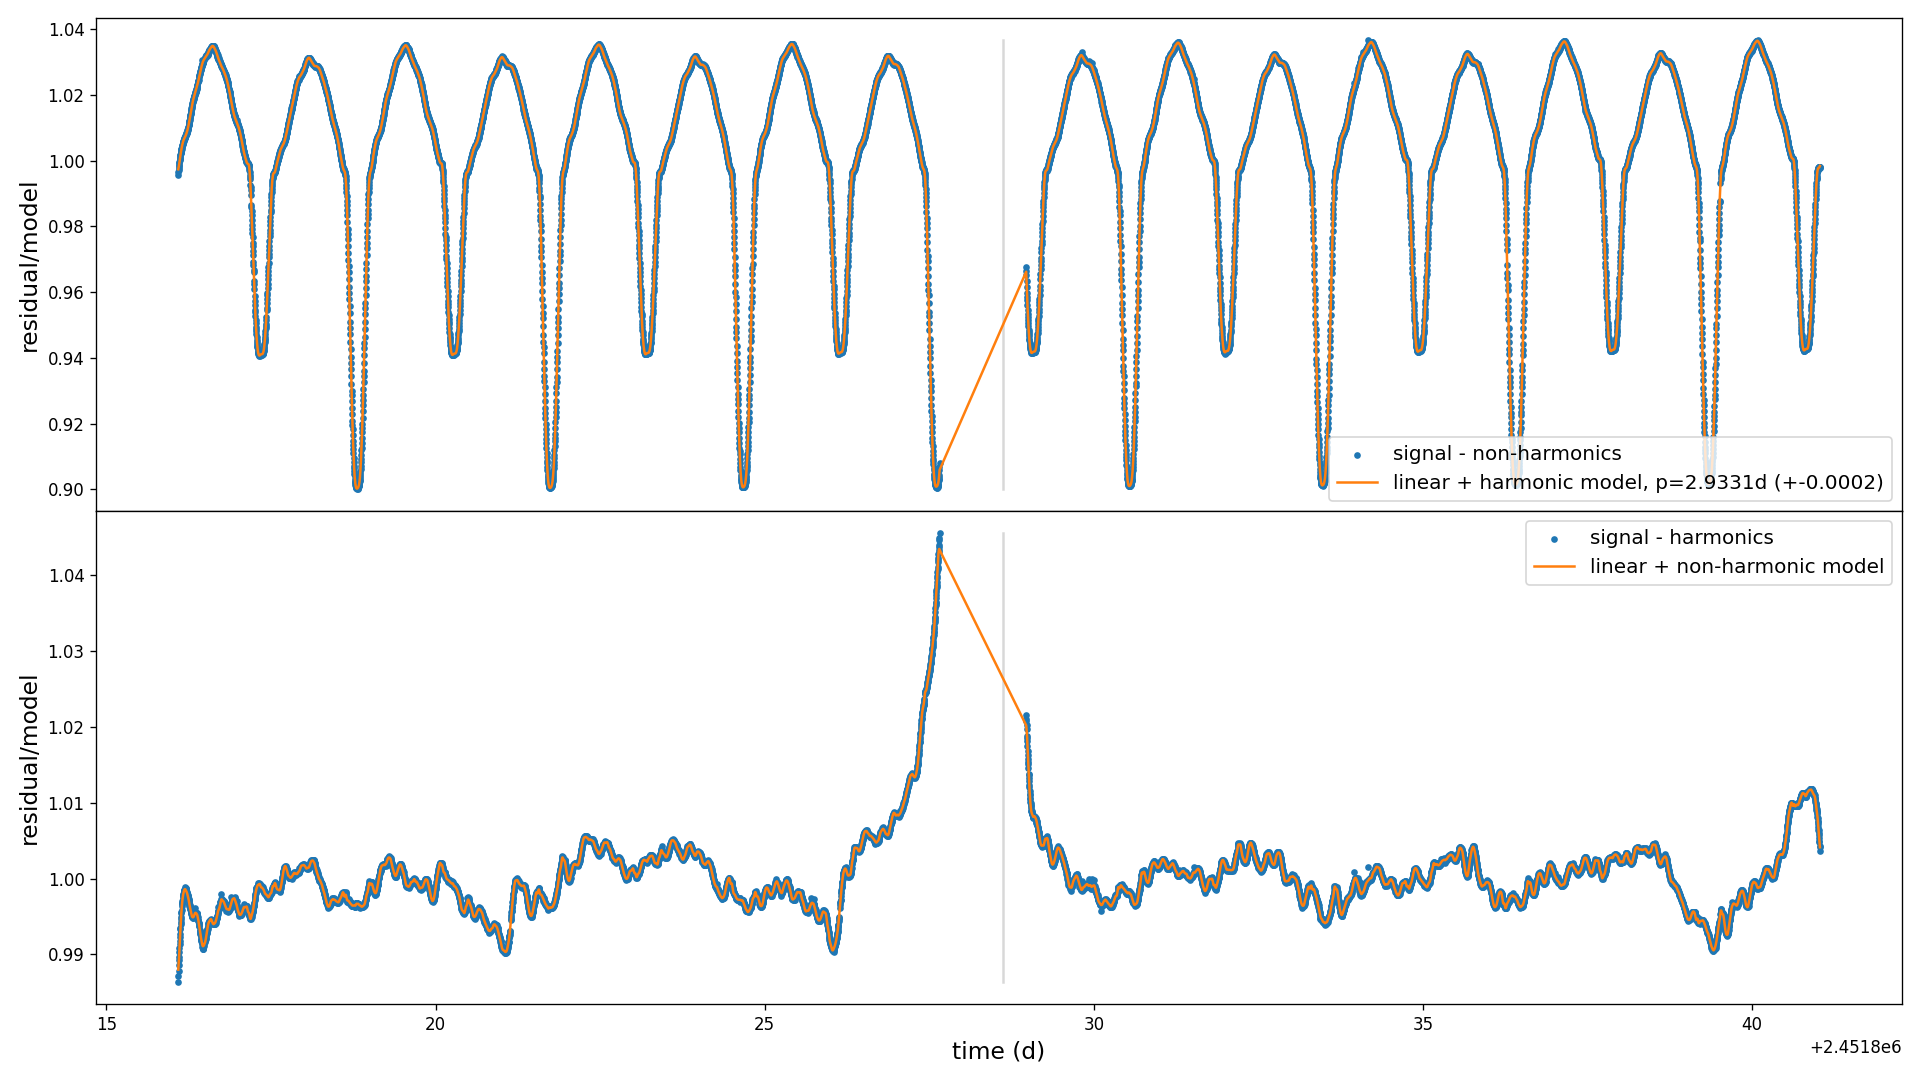 1.04
1.02
1.00
0.98
0.96
0.94
0.92
0.90
residual/model
signal - non-harmonics
linear + harmonic model, p=2.9331d (+-0.0002)
1.04
1.03
1.02
1.01
1.00
0.99
residual/model
signal - harmonics
linear + non-harmonic model
15
20
25
30
35
40
time (d)
+2.4518e6